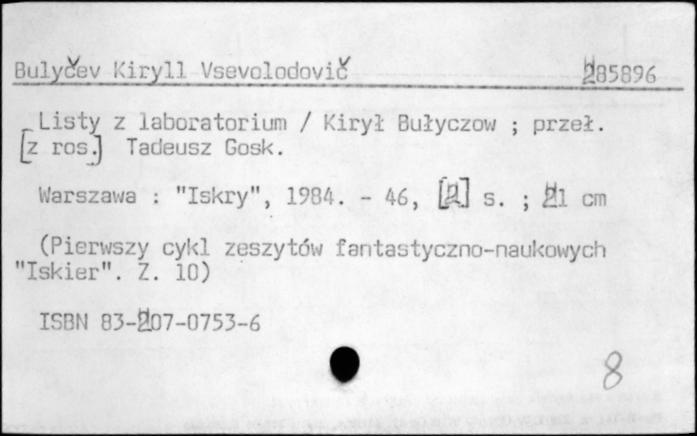 Bulyčev Kiryll Vsevolodovič 285896
Listy z laboratorium / Kirył Bułyczow ; przeł.
[z ros.] Tadeusz Gosk.
Warszawa : "Iskry", 1984. - 46, [2] s. ; 21 cm
(Pierwszy cykl zeszytów fantastyczno-naukowych
"Iskier". Z. 10)
ISBN 83-207-0753-6
8